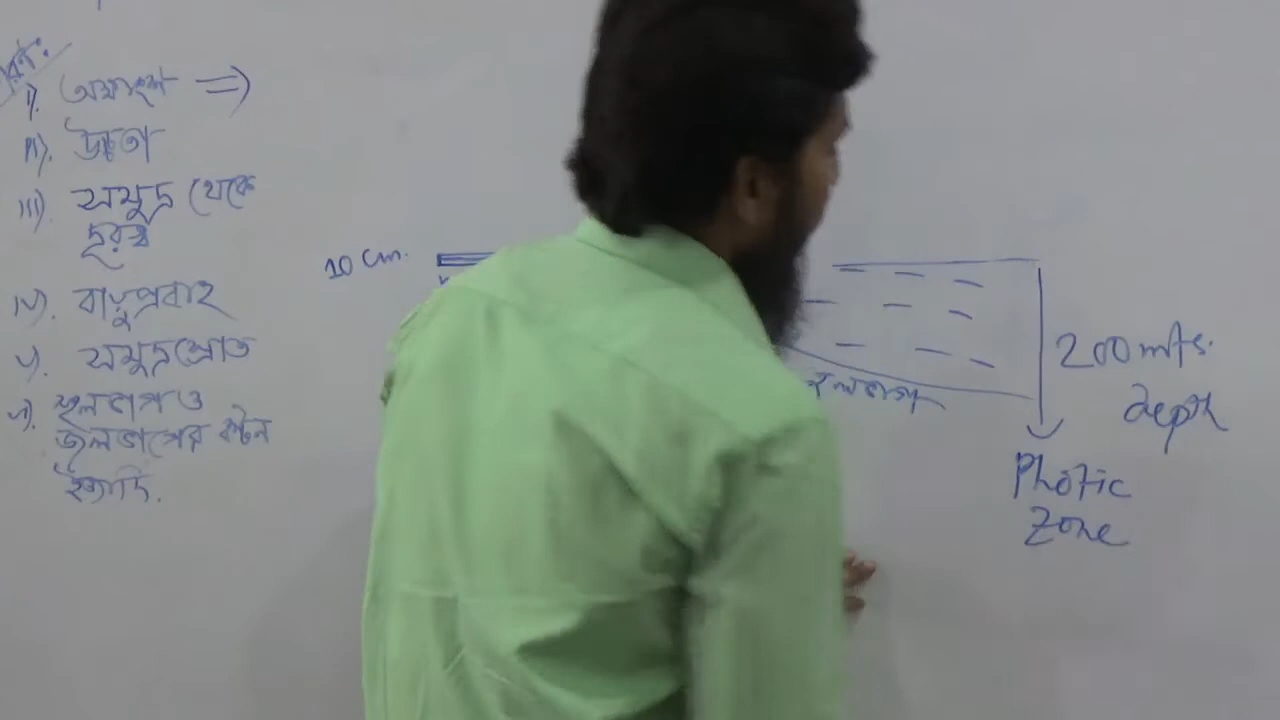 i). অক্ষাংশ =>
ii). উচ্চতা
iii). সমুদ্র থেকে
দূরত্ব
iv). বায়ুপ্রবাহ
v). সমুদ্রস্রোত
vi). স্থলভাগ ও
জলভাগের বন্টন
ইত্যাদি.
10 cm.
200 mts.
depth
Photic
Zone